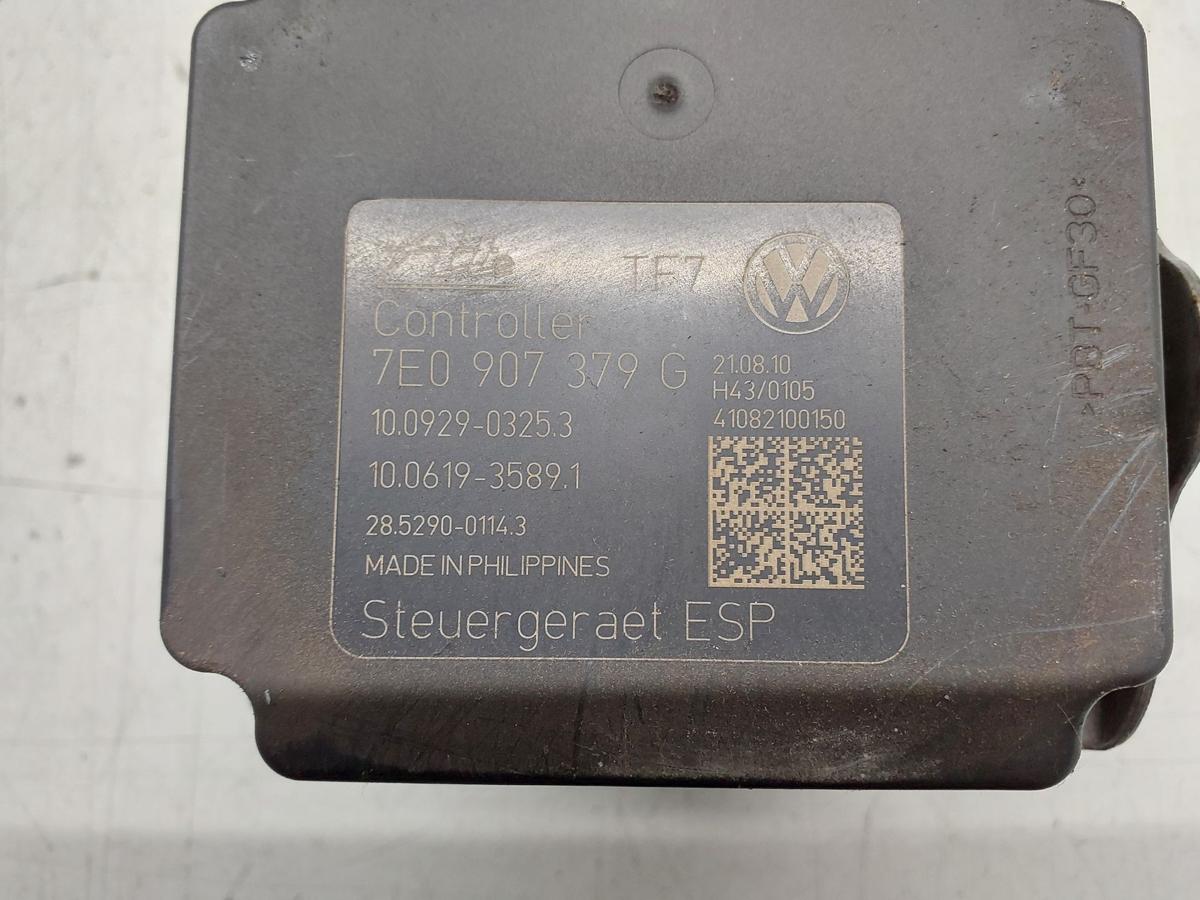 TF7
Controller
7E0 907 379 G
21.08.10
H43/0105
41082100150
10.0929-0325.3
10.0619-3589.1
28.5290-0114.3
MADE IN PHILIPPINES
Steuergeraet ESP
>PBT-GF30<